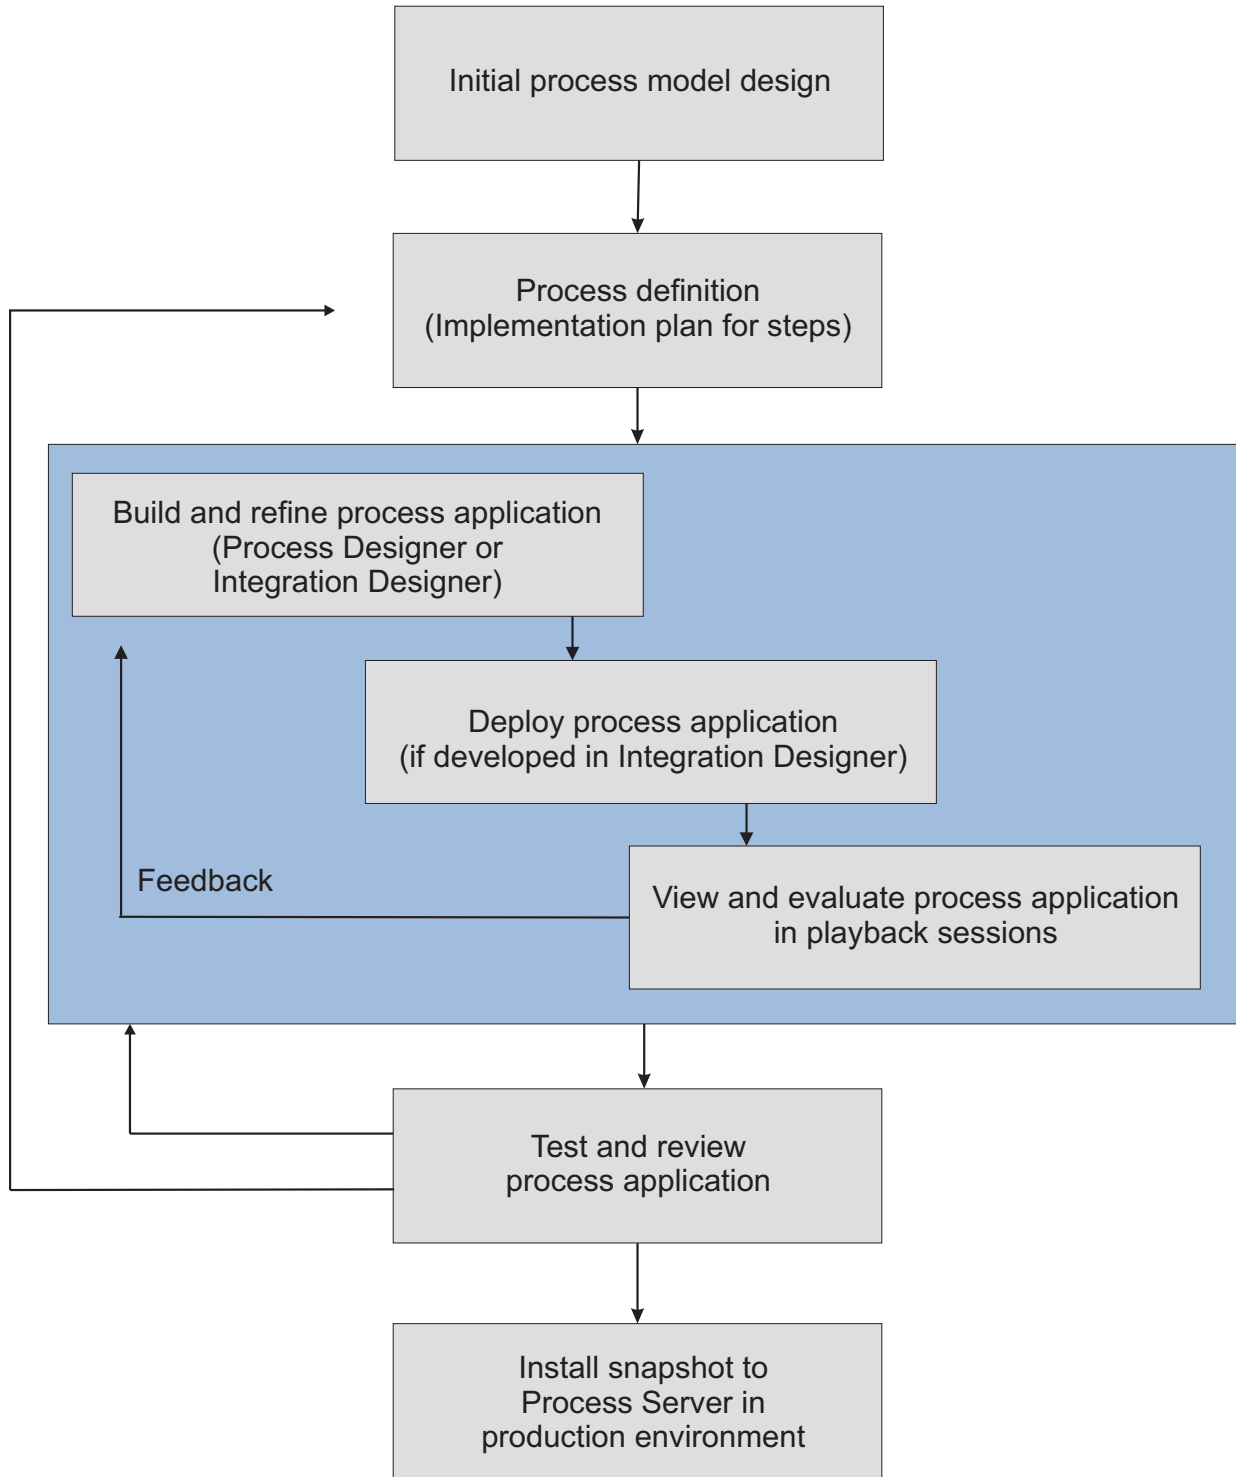 Initial process model design
Process definition
(Implementation plan for steps)
Build and refine process application
(Process Designer or
Integration Designer)
Deploy process application
(if developed in Integration Designer)
Feedback
View and evaluate process application
in playback sessions
Test and review
process application
Install snapshot to
Process Server in
production environment